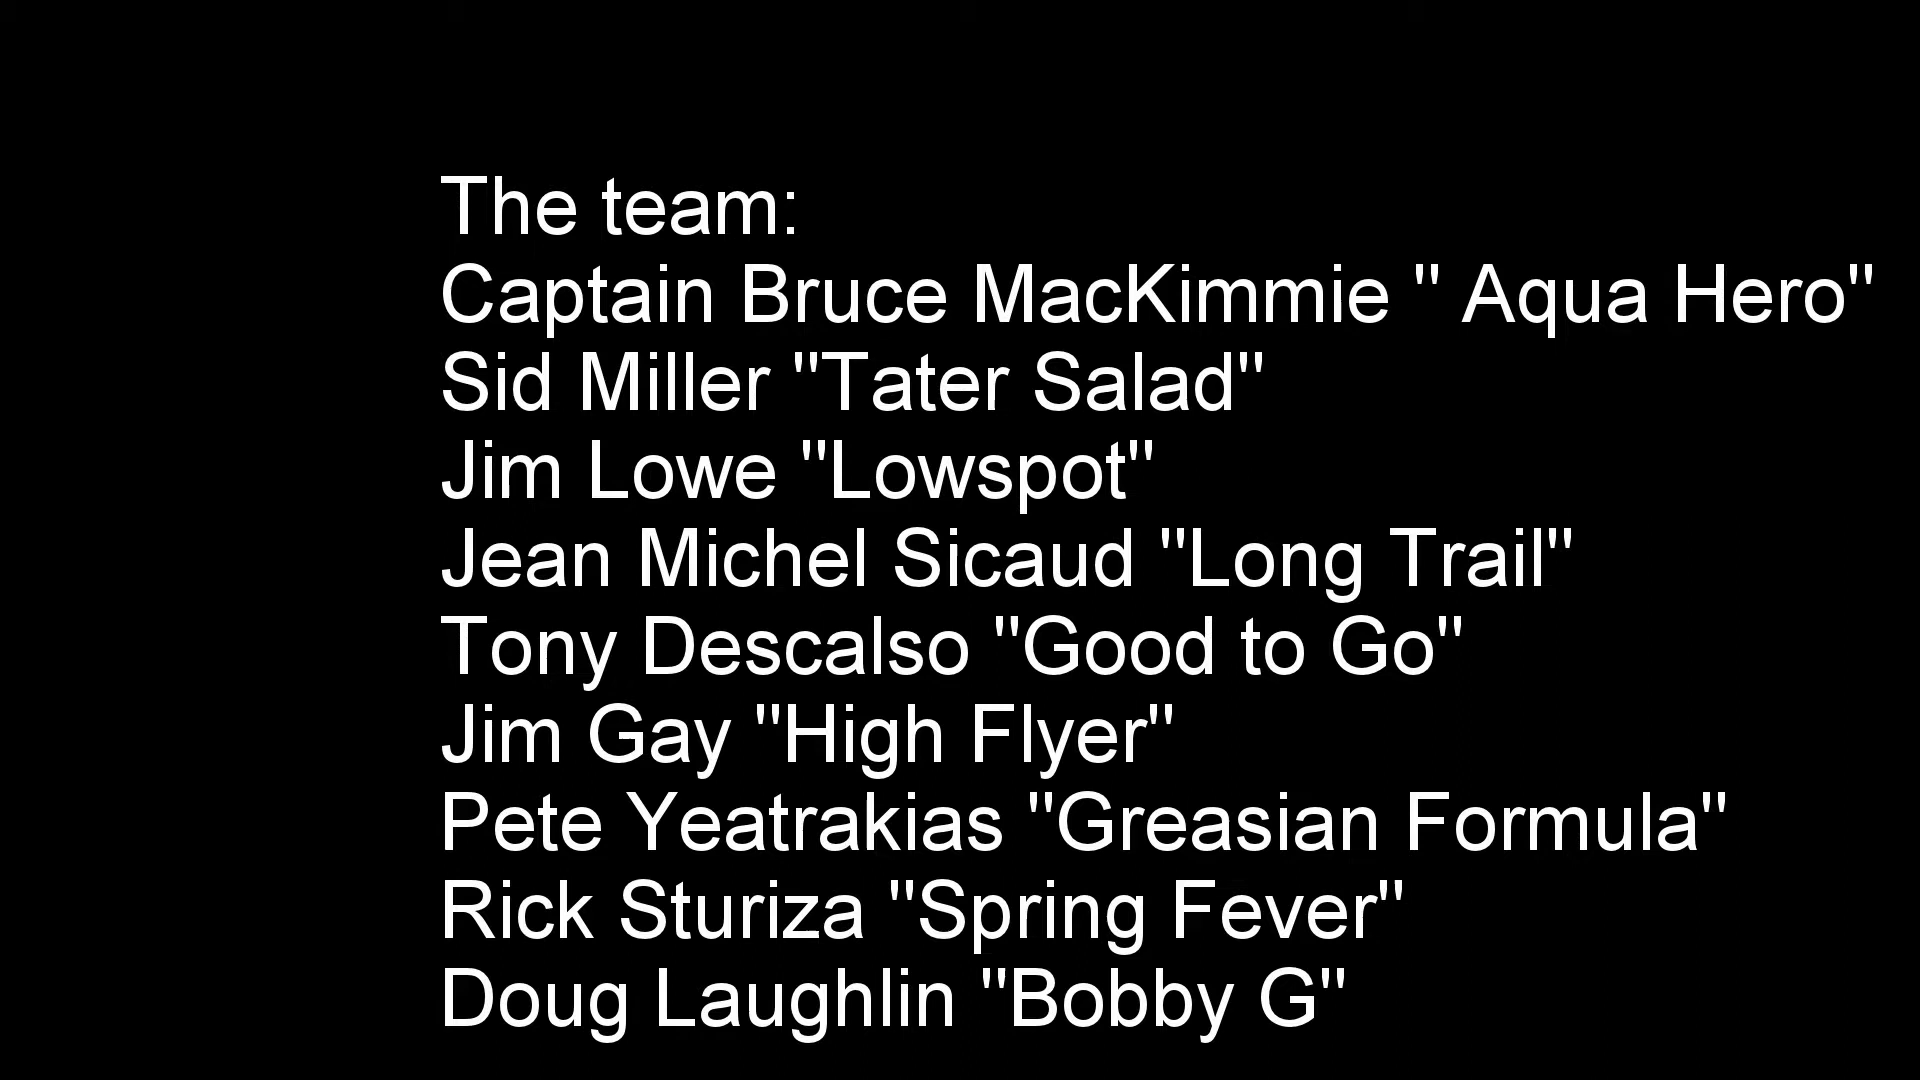 The team:
Captain Bruce MacKimmie " Aqua Hero"
Sid Miller "Tater Salad"
Jim Lowe "Lowspot"
Jean Michel Sicaud "Long Trail"
Tony Descalso "Good to Go"
Jim Gay "High Flyer"
Pete Yeatrakias "Greasian Formula"
Rick Sturiza "Spring Fever"
Doug Laughlin "Bobby G"